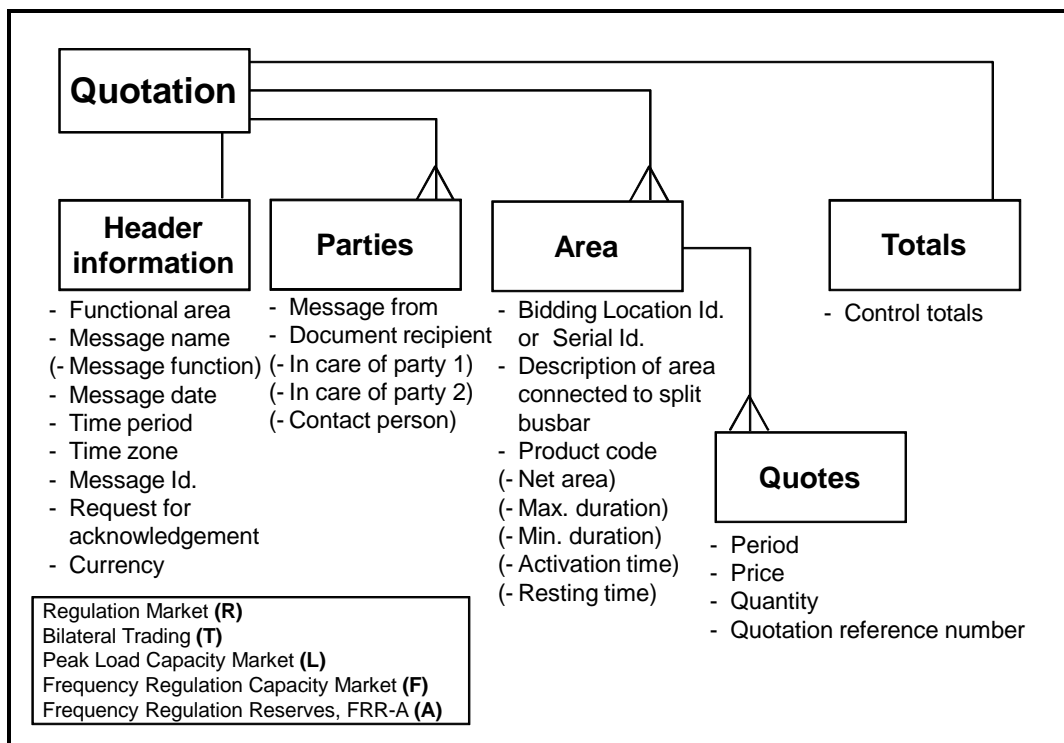 Quotation
Header
information
- Functional area
- Message name
(- Message function)
- Message date
- Time period
- Time zone
- Message Id.
- Request for
acknowledgement
- Currency
Parties
- Message from
- Document recipient
(- In care of party 1)
(- In care of party 2)
(- Contact person)
Area
- Bidding Location Id.
or Serial Id.
- Description of area
connected to split
busbar
- Product code
(- Net area)
(- Max. duration)
(- Min. duration)
(- Activation time)
(- Resting time)
Totals
- Control totals
Quotes
- Period
- Price
- Quantity
- Quotation reference number
Regulation Market (R)
Bilateral Trading (T)
Peak Load Capacity Market (L)
Frequency Regulation Capacity Market (F)
Frequency Regulation Reserves, FRR-A (A)